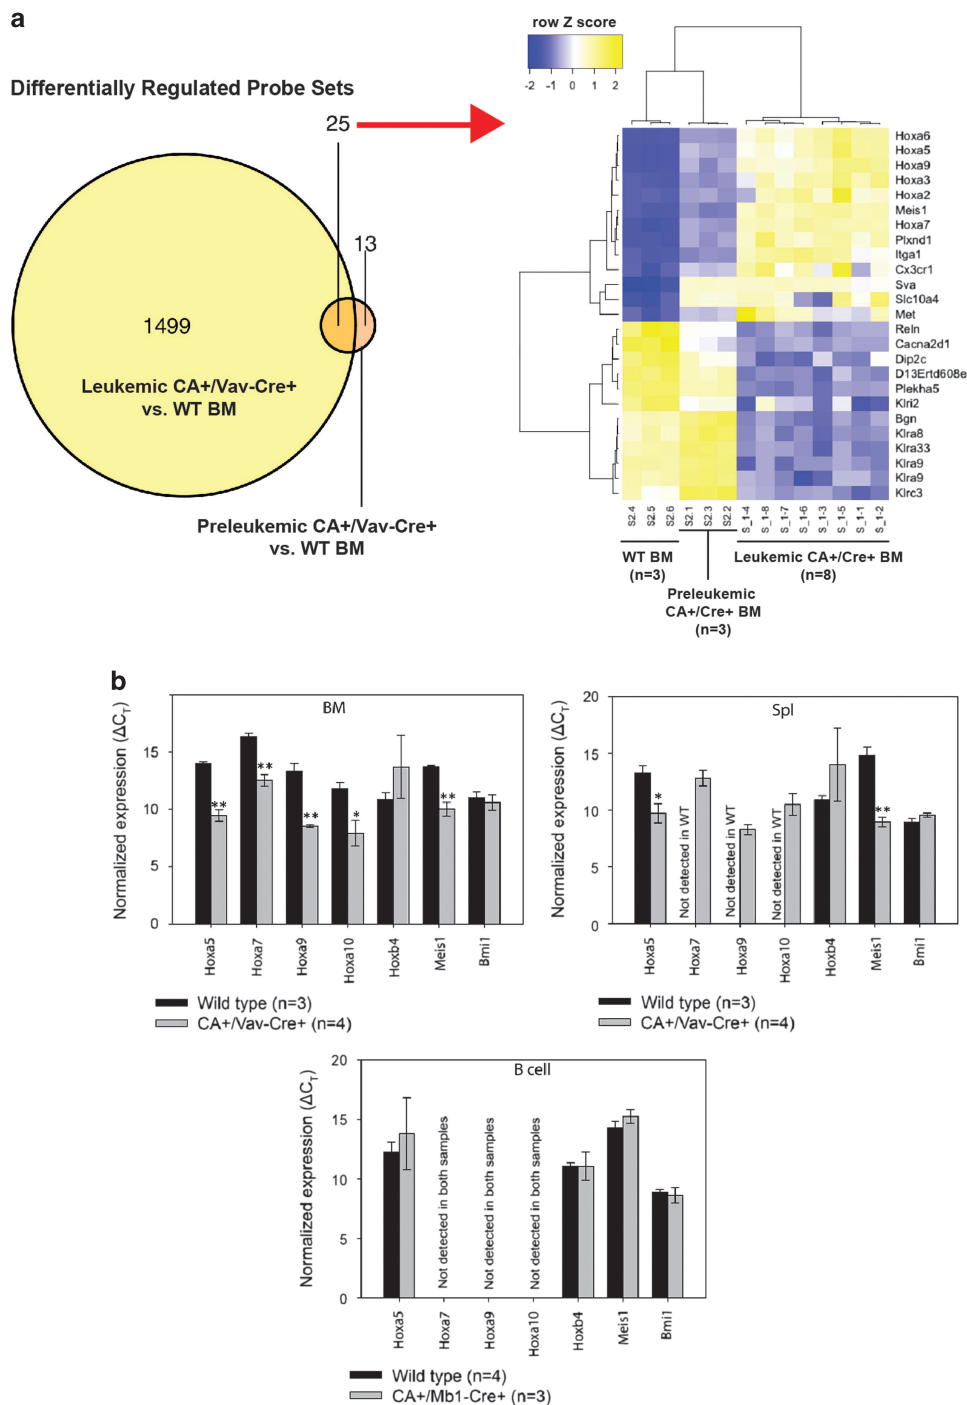 a
row Z score
-2 -1 0 1 2
Differentially Regulated Probe Sets
25
13
1499
Leukemic CA+/Vav-Cre+
vs. WT BM
Preleukemic CA+/Vav-Cre+
vs. WT BM
Hoxa6
Hoxa5
Hoxa9
Hoxa3
Hoxa2
Meis1
Hoxa7
Plxnd1
Itga1
Cx3cr1
Sva
Slc10a4
Met
Reln
Cacna2d1
Dip2c
D13Ertd608e
Plekha5
Klri2
Bgn
Klra8
Klra33
Klra9
Klra9
Klrc3
S2.4 S2.5 S2.6 S2.1 S2.3 S2.2 S_1-4 S_1-8 S_1-7 S_1-6 S_1-3 S_1-5 S_1-1 S_1-2
WT BM
(n=3)
Leukemic CA+/Cre+ BM
(n=8)
Preleukemic
CA+/Cre+ BM
(n=3)
b
BM
Normalized expression (ΔCT)
15
10
5
0
** ** ** * **
Hoxa5 Hoxa7 Hoxa9 Hoxa10 Hoxb4 Meis1 Bmi1
Wild type (n=3)
CA+/Vav-Cre+ (n=4)
Spl
Normalized expression (ΔCT)
20
15
10
5
0
* **
Not detected in WT
Not detected in WT
Not detected in WT
Hoxa5 Hoxa7 Hoxa9 Hoxa10 Hoxb4 Meis1 Bmi1
Wild type (n=3)
CA+/Vav-Cre+ (n=4)
B cell
Normalized expression (ΔCT)
20
15
10
5
0
Not detected in both samples
Not detected in both samples
Not detected in both samples
Hoxa5 Hoxa7 Hoxa9 Hoxa10 Hoxb4 Meis1 Bmi1
Wild type (n=4)
CA+/Mb1-Cre+ (n=3)